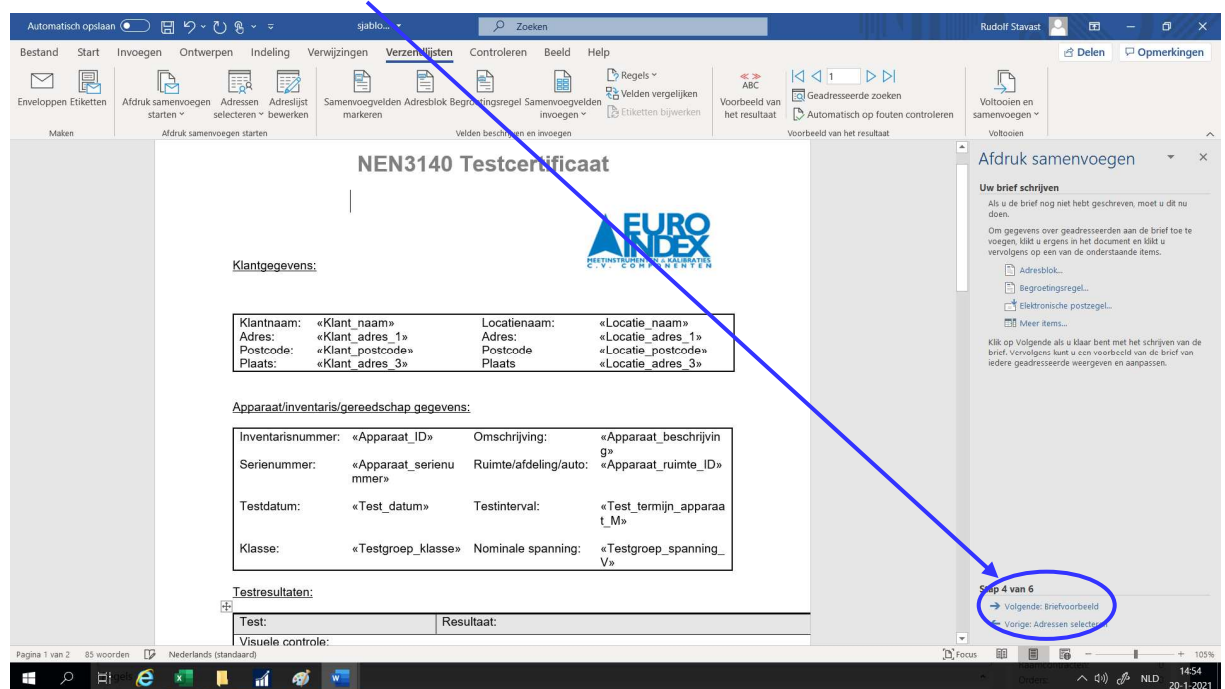 Automatisch opslaan sjablo... Zoeken Rudolf Stavast
Bestand Start Invoegen Ontwerpen Indeling Verwijzingen Verzendlijsten Controleren Beeld Help Delen Opmerkingen
Enveloppen Etiketten
Afdruk samenvoegen starten
Adressen selecteren
Adreslijst bewerken
Samenvoegvelden markeren
Adresblok
Begroetingsregel
Samenvoegvelden invoegen
Regels
Velden vergelijken
Etiketten bijwerken
ABC
Voorbeeld van het resultaat
1
Geadresseerde zoeken
Automatisch op fouten controleren
Voltooien en samenvoegen
Maken Afdruk samenvoegen starten Velden beschrijven en invoegen Voorbeeld van het resultaat Voltooien
NEN3140 Testcertificaat
EURO
INDEX
MEETINSTRUMENTEN & KALIBRATIES
C.V. COMPONENTEN
Klantgegevens:
Klantnaam: «Klant_naam» Locatienaam: «Locatie_naam»
Adres: «Klant_adres_1» Adres: «Locatie_adres_1»
Postcode: «Klant_postcode» Postcode «Locatie_postcode»
Plaats: «Klant_adres_3» Plaats «Locatie_adres_3»
Apparaat/inventaris/gereedschap gegevens:
Inventarisnummer: «Apparaat_ID» Omschrijving: «Apparaat_beschrijvin
g»
Serienummer: «Apparaat_serienu Ruimte/afdeling/auto: «Apparaat_ruimte_ID»
mmer»
Testdatum: «Test_datum» Testinterval: «Test_termijn_apparaa
t_M»
Klasse: «Testgroep_klasse» Nominale spanning: «Testgroep_spanning_
V»
Testresultaten:
Test: Resultaat:
Visuele controle:
Afdruk samenvoegen
Uw brief schrijven
Als u de brief nog niet hebt geschreven, moet u dit nu
doen.
Om gegevens over geadresseerden aan de brief toe te
voegen, klikt u ergens in het document en klikt u
vervolgens op een van de onderstaande items.
Adresblok...
Begroetingsregel...
Elektronische postzegel...
Meer items...
Klik op Volgende als u klaar bent met het schrijven van de
brief. Vervolgens kunt u een voorbeeld van de brief van
iedere geadresseerde weergeven en aanpassen.
Stap 4 van 6
Volgende: Briefvoorbeeld
Vorige: Adressen selecteren
Pagina 1 van 2 85 woorden Nederlands (standaard) Focus 105%
NLD 14:54
20-1-2021